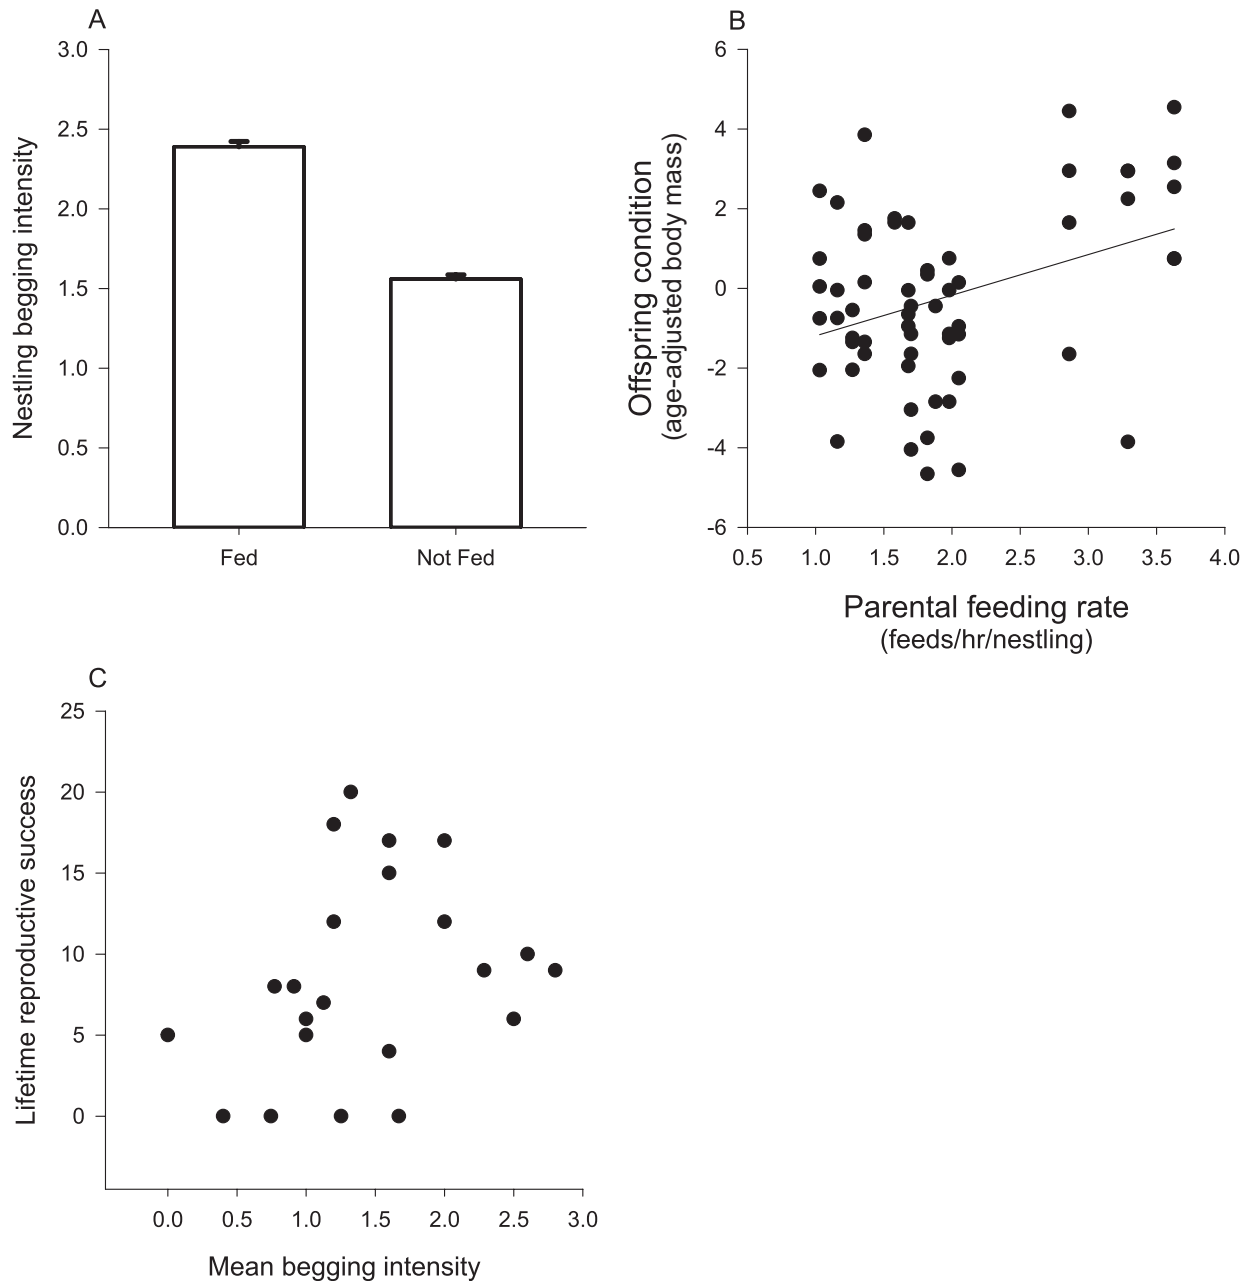 A
3.0
2.5
2.0
1.5
1.0
0.5
0.0
Nestling begging intensity
Fed
Not Fed
B
6
4
2
0
-2
-4
-6
Offspring condition
(age-adjusted body mass)
0.5 1.0 1.5 2.0 2.5 3.0 3.5 4.0
Parental feeding rate
(feeds/hr/nestling)
C
25
20
15
10
5
0
Lifetime reproductive success
0.0 0.5 1.0 1.5 2.0 2.5 3.0
Mean begging intensity